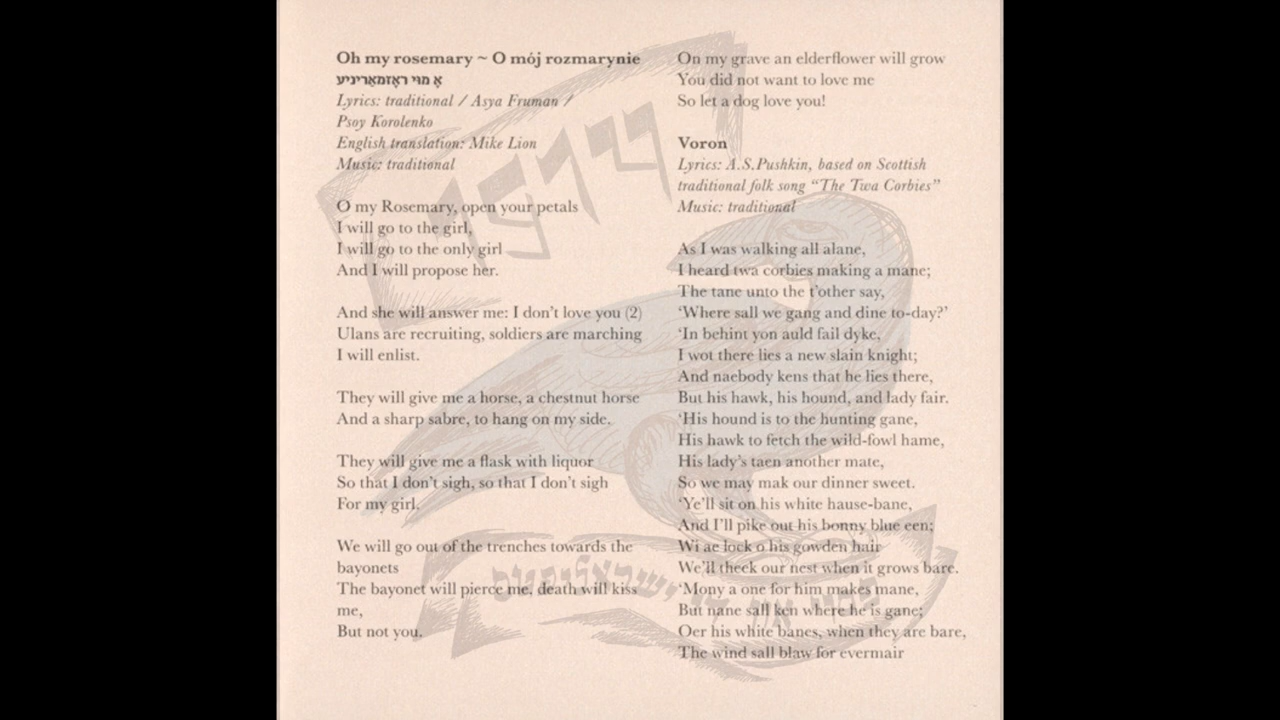 Oh my rosemary ~ O mój rozmarynie
אָ מוי ראָזמאַריניע
Lyrics: traditional / Asya Fruman /
Psoy Korolenko
English translation: Mike Lion
Music: traditional
O my Rosemary, open your petals
I will go to the girl,
I will go to the only girl
And I will propose her.
And she will answer me: I don't love you (2)
Ulans are recruiting, soldiers are marching
I will enlist.
They will give me a horse, a chestnut horse
And a sharp sabre, to hang on my side.
They will give me a flask with liquor
So that I don't sigh, so that I don't sigh
For my girl.
We will go out of the trenches towards the
bayonets
The bayonet will pierce me, death will kiss
me,
But not you.
On my grave an elderflower will grow
You did not want to love me
So let a dog love you!
Voron
Lyrics: A.S.Pushkin, based on Scottish
traditional folk song "The Twa Corbies"
Music: traditional
As I was walking all alane,
I heard twa corbies making a mane;
The tane unto the t'other say,
'Where sall we gang and dine to-day?'
'In behint yon auld fail dyke,
I wot there lies a new slain knight;
And naebody kens that he lies there,
But his hawk, his hound, and lady fair.
'His hound is to the hunting gane,
His hawk to fetch the wild-fowl hame,
His lady's taen another mate,
So we may mak our dinner sweet.
'Ye'll sit on his white hause-bane,
And I'll pike out his bonny blue een;
Wi ae lock o his gowden hair
We'll theek our nest when it grows bare.
'Mony a one for him makes mane,
But nane sall ken where he is gane;
Oer his white banes, when they are bare,
The wind sall blaw for evermair